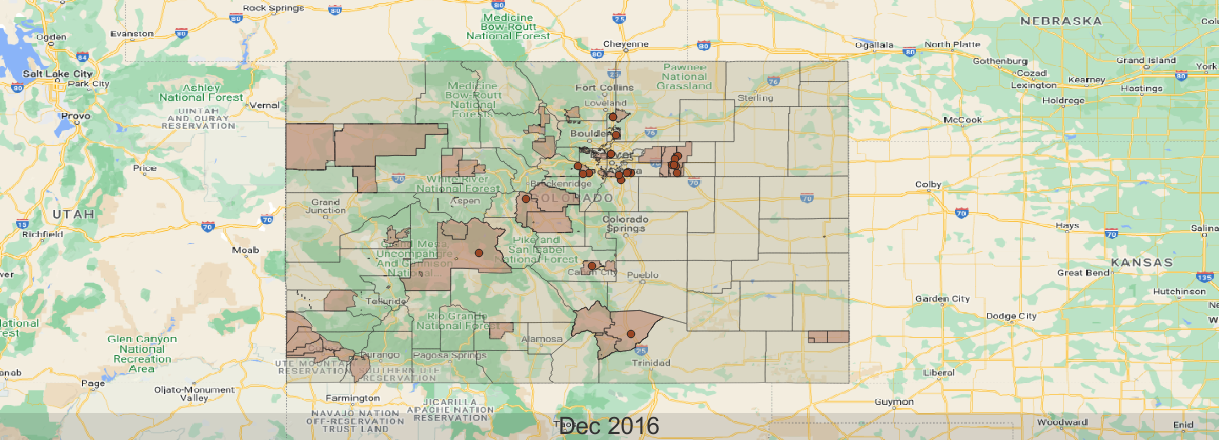 Rock Springs
Medicine
Bow-Routt
National Forest
NEBRASKA
Ogden
Evanston
Cheyenne
Ogallala
North Platte
Gothenburg
Grand Island
York
Salt Lake City
Park City
Cozad
Kearney
Lexington
Hastings
Holdrege
Ashley
National Forest
Vernal
Medicine
Bow-Routt
National
Forest
Fort Collins
Loveland
Pawnee
National
Grassland
Sterling
Provo
UINTAH
AND OURAY
RESERVATION
Boulder
McCook
Price
White River
National Forest
Breckenridge
Aspen
COLORADO
Colby
UTAH
Grand
Junction
Colorado
Springs
Hays
Salina
Richfield
Moab
Uncompahgre
And Gunnison
National
Pike and
San Isabel
National Forest
Canon City
Pueblo
KANSAS
Great Bend
Hutchinson
Telluride
Rio Grande
National Forest
Garden City
Dodge City
Glen Canyon
National
Recreation
Area
Alamosa
Durango
Pagosa Springs
Trinidad
UTE MOUNTAIN
RESERVATION
SOUTHERN UTE
RESERVATION
Page
Liberal
Oljato-Monument
Valley
Farmington
JICARILLA
APACHE NATION
RESERVATION
Guymon
NAVAJO NATION
OFF-RESERVATION
TRUST LAND
Dec 2016
Woodward
Enid